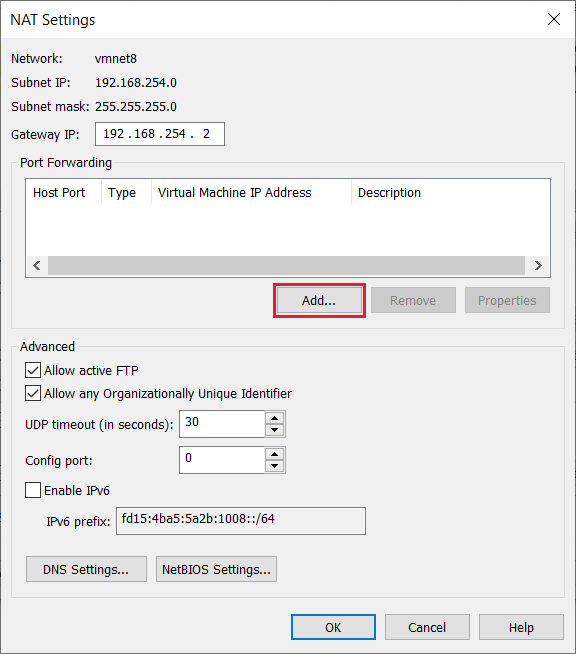 NAT Settings
Network: vmnet8
Subnet IP: 192.168.254.0
Subnet mask: 255.255.255.0
Gateway IP: 192 . 168 . 254 . 2
Port Forwarding
Host Port Type Virtual Machine IP Address Description
Add... Remove Properties
Advanced
Allow active FTP
Allow any Organizationally Unique Identifier
UDP timeout (in seconds): 30
Config port: 0
Enable IPv6
IPv6 prefix: fd15:4ba5:5a2b:1008::/64
DNS Settings... NetBIOS Settings...
OK Cancel Help